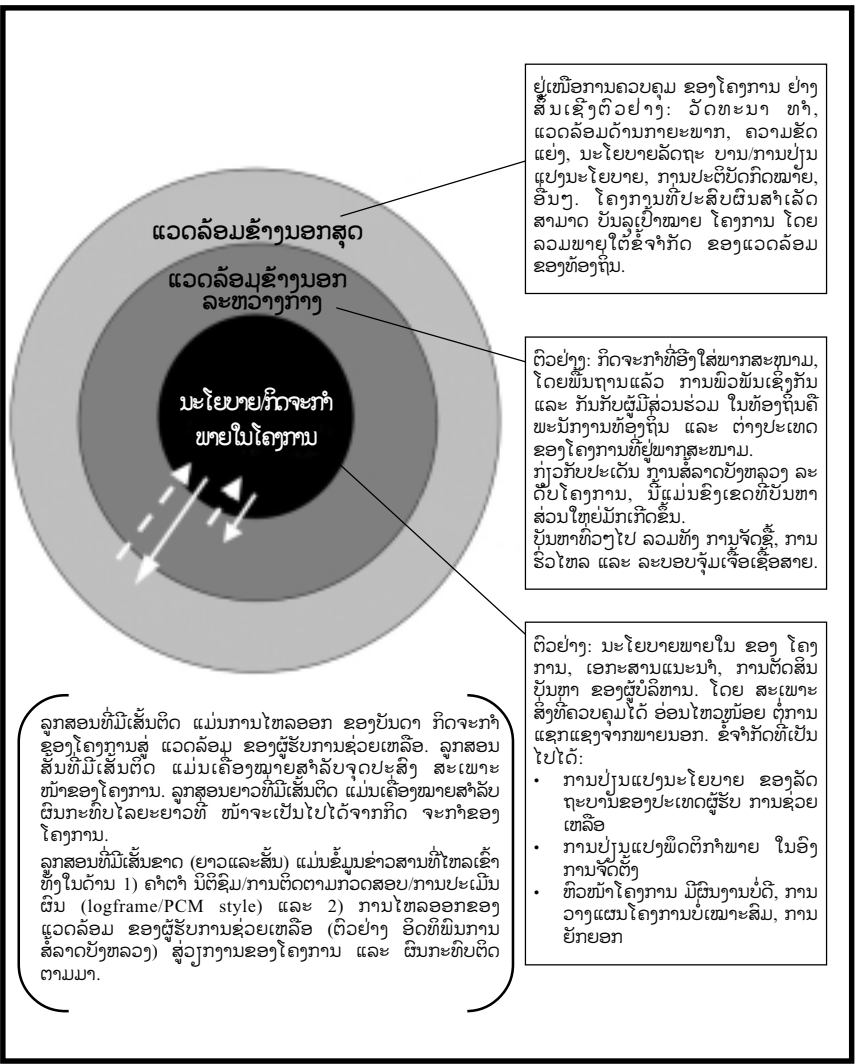 ຢູ່ເໜືອການຄວບຄຸມ ຂອງໂຄງການ ຢ່າງ
ສິ້ນເຊີງຕົວຢ່າງ: ວັດທະນາ ທຳ,
ແວດລ້ອມດ້ານກາຍະພາກ, ຄວາມຂັດ
ແຍ່ງ, ນະໂຍບາຍລັດຖະ ບານ/ການປ່ຽນ
ແປງນະໂຍບາຍ, ການປະຕິບັດກົດໝາຍ,
ອື່ນໆ. ໂຄງການທີ່ປະສົບຜົນສຳເລັດ
ສາມາດ ບັນລຸເປົ້າໝາຍ ໂຄງການ ໂດຍ
ລວມພາຍໃຕ້ຂໍ້ຈຳກັດ ຂອງແວດລ້ອມ
ຂອງທ້ອງຖິ່ນ.
ແວດລ້ອມຂ້າງນອກສຸດ
ແວດລ້ອມຂ້າງນອກ
ລະຫວ່າງກາງ
ນະໂຍບາຍ/ກິດຈະກຳ
ພາຍໃນໂຄງການ
ຕົວຢ່າງ: ກິດຈະກຳທີ່ອີງໃສ່ພາກສະໜາມ,
ໂດຍພື້ນຖານແລ້ວ ການພົວພັນເຊິ່ງກັນ
ແລະ ກັນກັບຜູ້ມີສ່ວນຮ່ວມ ໃນທ້ອງຖິ່ນຄື
ພະນັກງານທ້ອງຖິ່ນ ແລະ ຕ່າງປະເທດ
ຂອງໂຄງການທີ່ຢູ່ພາກສະໜາມ.
ກ່ຽວກັບປະເດັນ ການສໍ້ລາດບັງຫລວງ ລະ
ດັບໂຄງການ, ນີ້ແມ່ນຂົງເຂດທີ່ບັນຫາ
ສ່ວນໃຫຍ່ມັກເກີດຂຶ້ນ.
ບັນຫາທົ່ວໆໄປ ລວມທັງ ການຈັດຊື້, ການ
ຮົ່ວໄຫລ ແລະ ລະບອບຈຸ້ມເຈື້ອເຊື້ອສາຍ.
ຕົວຢ່າງ: ນະໂຍບາຍພາຍໃນ ຂອງ ໂຄງ
ການ, ເອກະສານແນະນຳ, ການຕັດສິນ
ບັນຫາ ຂອງຜູ້ບໍລິຫານ. ໂດຍ ສະເພາະ
ສິ່ງທີ່ຄວບຄຸມໄດ້ ອ່ອນໄຫວໜ້ອຍ ຕໍ່ການ
ແຊກແຊງຈາກພາຍນອກ. ຂໍ້ຈຳກັດທີ່ເປັນ
ໄປໄດ້:
• ການປ່ຽນແປງນະໂຍບາຍ ຂອງລັດ
ຖະບານຂອງປະເທດຜູ້ຮັບ ການຊ່ວຍ
ເຫລືອ
• ການປ່ຽນແປງພຶດຕິກຳພາຍ ໃນອົງ
ການຈັດຕັ້ງ
• ຫົວໜ້າໂຄງການ ມີຜົນງານບໍ່ດີ, ການ
ວາງແຜນໂຄງການບໍ່ເໝາະສົມ, ການ
ຍັກຍອກ
ລູກສອນທີ່ມີເສັ້ນຕິດ ແມ່ນການໄຫລອອກ ຂອງບັນດາ ກິດຈະກຳ
ຂອງໂຄງການສູ່ ແວດລ້ອມ ຂອງຜູ້ຮັບການຊ່ວຍເຫລືອ. ລູກສອນ
ສັ້ນທີ່ມີເສັ້ນຕິດ ແມ່ນເຄື່ອງໝາຍສຳລັບຈຸດປະສົງ ສະເພາະ
ໜ້າຂອງໂຄງການ. ລູກສອນຍາວທີ່ມີເສັ້ນຕິດ ແມ່ນເຄື່ອງໝາຍສຳລັບ
ຜົນກະທົບໄລຍະຍາວທີ່ ໜ້າຈະເປັນໄປໄດ້ຈາກກິດ ຈະກຳຂອງ
ໂຄງການ.
ລູກສອນທີ່ມີເສັ້ນຂາດ (ຍາວແລະສັ້ນ) ແມ່ນຂໍ້ມູນຂ່າວສານທີ່ໄຫລເຂົ້າ
ທັງໃນດ້ານ 1) ຄຳຕຳ ນິຕິຊົມ/ການຕິດຕາມກວດສອບ/ການປະເມີນ
ຜົນ (logframe/PCM style) ແລະ 2) ການໄຫລອອກຂອງ
ແວດລ້ອມ ຂອງຜູ້ຮັບການຊ່ວຍເຫລືອ (ຕົວຢ່າງ ອິດທິພົນການ
ສໍ້ລາດບັງຫລວງ) ສູ່ວຽກງານຂອງໂຄງການ ແລະ ຜົນກະທົບຕິດ
ຕາມມາ.